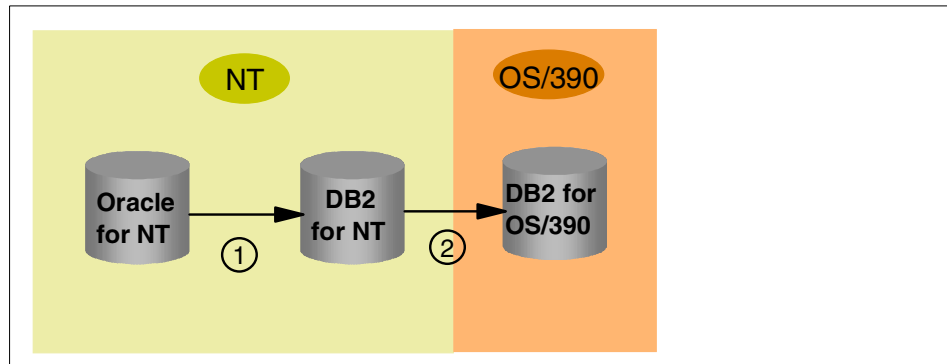 NT
OS/390
Oracle
for NT
DB2
for NT
DB2 for
OS/390
1
2